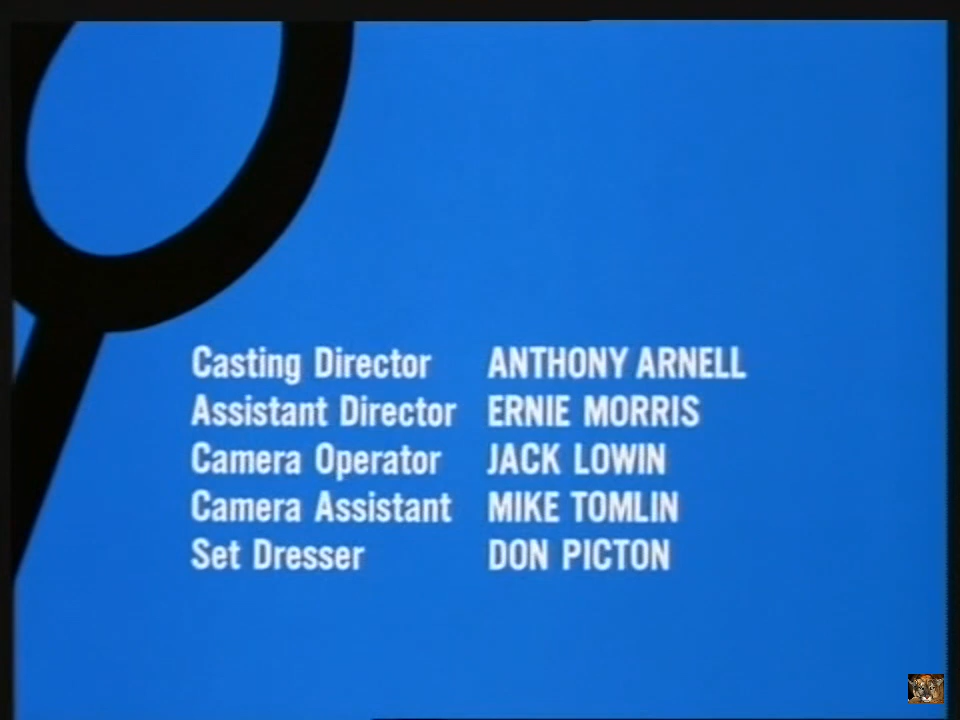 Casting Director ANTHONY ARNELL
Assistant Director ERNIE MORRIS
Camera Operator JACK LOWIN
Camera Assistant MIKE TOMLIN
Set Dresser DON PICTON